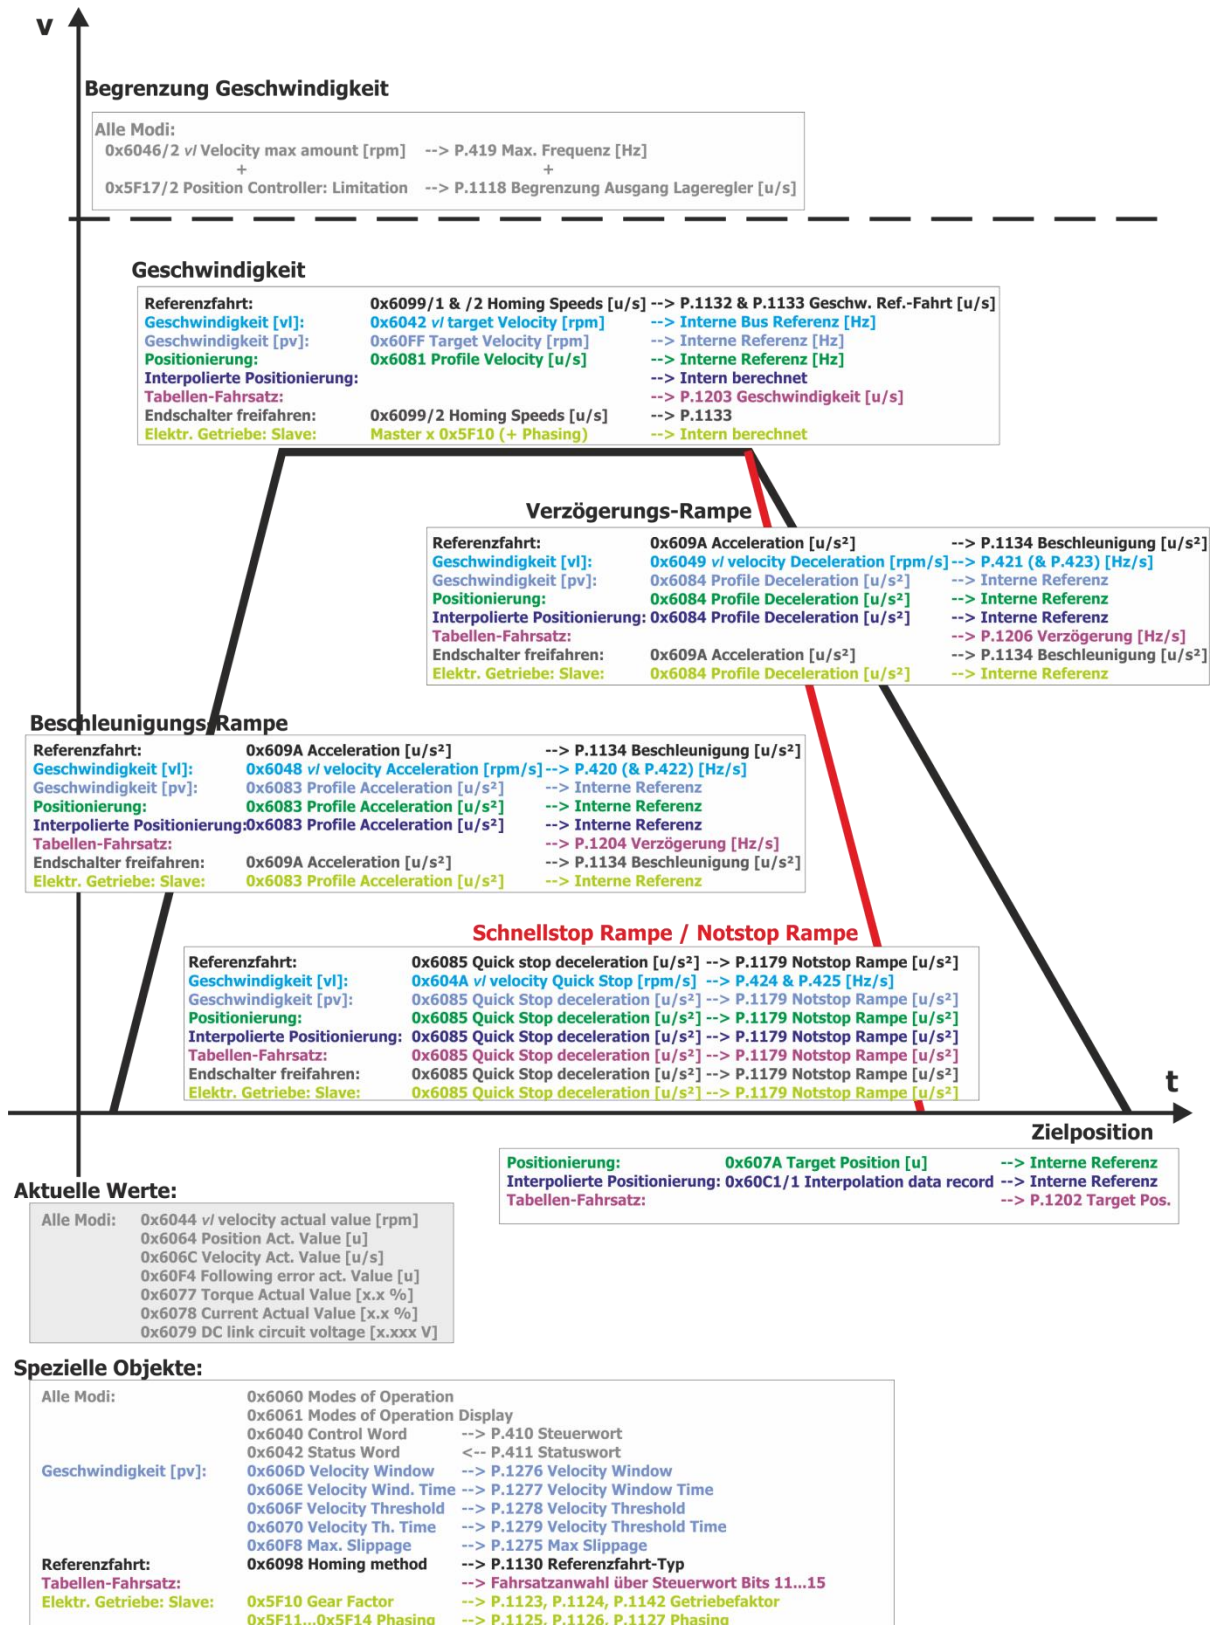 v
Begrenzung Geschwindigkeit
Alle Modi:
0x6046/2 vl Velocity max amount [rpm] --> P.419 Max. Frequenz [Hz]
+ +
0x5F17/2 Position Controller: Limitation --> P.1118 Begrenzung Ausgang Lageregler [u/s]
Geschwindigkeit
Referenzfahrt: 0x6099/1 & /2 Homing Speeds [u/s] --> P.1132 & P.1133 Geschw. Ref.-Fahrt [u/s]
Geschwindigkeit [vl]: 0x6042 vl target Velocity [rpm] --> Interne Bus Referenz [Hz]
Geschwindigkeit [pv]: 0x60FF Target Velocity [rpm] --> Interne Referenz [Hz]
Positionierung: 0x6081 Profile Velocity [u/s] --> Interne Referenz [Hz]
Interpolierte Positionierung: --> Intern berechnet
Tabellen-Fahrsatz: --> P.1203 Geschwindigkeit [u/s]
Endschalter freifahren: 0x6099/2 Homing Speeds [u/s] --> P.1133
Elektr. Getriebe: Slave: Master x 0x5F10 (+ Phasing) --> Intern berechnet
Verzögerungs-Rampe
Referenzfahrt: 0x609A Acceleration [u/s²] --> P.1134 Beschleunigung [u/s²]
Geschwindigkeit [vl]: 0x6049 vl velocity Deceleration [rpm/s] --> P.421 (& P.423) [Hz/s]
Geschwindigkeit [pv]: 0x6084 Profile Deceleration [u/s²] --> Interne Referenz
Positionierung: 0x6084 Profile Deceleration [u/s²] --> Interne Referenz
Interpolierte Positionierung: 0x6084 Profile Deceleration [u/s²] --> Interne Referenz
Tabellen-Fahrsatz: --> P.1206 Verzögerung [Hz/s]
Endschalter freifahren: 0x609A Acceleration [u/s²] --> P.1134 Beschleunigung [u/s²]
Elektr. Getriebe: Slave: 0x6084 Profile Deceleration [u/s²] --> Interne Referenz
Beschleunigungs-Rampe
Referenzfahrt: 0x609A Acceleration [u/s²] --> P.1134 Beschleunigung [u/s²]
Geschwindigkeit [vl]: 0x6048 vl velocity Acceleration [rpm/s] --> P.420 (& P.422) [Hz/s]
Geschwindigkeit [pv]: 0x6083 Profile Acceleration [u/s²] --> Interne Referenz
Positionierung: 0x6083 Profile Acceleration [u/s²] --> Interne Referenz
Interpolierte Positionierung: 0x6083 Profile Acceleration [u/s²] --> Interne Referenz
Tabellen-Fahrsatz: --> P.1204 Verzögerung [Hz/s]
Endschalter freifahren: 0x609A Acceleration [u/s²] --> P.1134 Beschleunigung [u/s²]
Elektr. Getriebe: Slave: 0x6083 Profile Acceleration [u/s²] --> Interne Referenz
Schnellstop Rampe / Notstop Rampe
Referenzfahrt: 0x6085 Quick stop deceleration [u/s²] --> P.1179 Notstop Rampe [u/s²]
Geschwindigkeit [vl]: 0x604A vl velocity Quick Stop [rpm/s] --> P.424 & P.425 [Hz/s]
Geschwindigkeit [pv]: 0x6085 Quick Stop deceleration [u/s²] --> P.1179 Notstop Rampe [u/s²]
Positionierung: 0x6085 Quick Stop deceleration [u/s²] --> P.1179 Notstop Rampe [u/s²]
Interpolierte Positionierung: 0x6085 Quick Stop deceleration [u/s²] --> P.1179 Notstop Rampe [u/s²]
Tabellen-Fahrsatz: 0x6085 Quick Stop deceleration [u/s²] --> P.1179 Notstop Rampe [u/s²]
Endschalter freifahren: 0x6085 Quick Stop deceleration [u/s²] --> P.1179 Notstop Rampe [u/s²]
Elektr. Getriebe: Slave: 0x6085 Quick Stop deceleration [u/s²] --> P.1179 Notstop Rampe [u/s²]
t
Zielposition
Positionierung: 0x607A Target Position [u] --> Interne Referenz
Interpolierte Positionierung: 0x60C1/1 Interpolation data record --> Interne Referenz
Tabellen-Fahrsatz: --> P.1202 Target Pos.
Aktuelle Werte:
Alle Modi: 0x6044 vl velocity actual value [rpm]
0x6064 Position Act. Value [u]
0x606C Velocity Act. Value [u/s]
0x60F4 Following error act. Value [u]
0x6077 Torque Actual Value [x.x %]
0x6078 Current Actual Value [x.x %]
0x6079 DC link circuit voltage [x.xxx V]
Spezielle Objekte:
Alle Modi: 0x6060 Modes of Operation
0x6061 Modes of Operation Display
0x6040 Control Word --> P.410 Steuerwort
0x6042 Status Word <-- P.411 Statuswort
Geschwindigkeit [pv]: 0x606D Velocity Window --> P.1276 Velocity Window
0x606E Velocity Wind. Time --> P.1277 Velocity Window Time
0x606F Velocity Threshold --> P.1278 Velocity Threshold
0x6070 Velocity Th. Time --> P.1279 Velocity Threshold Time
0x60F8 Max. Slippage --> P.1275 Max Slippage
Referenzfahrt: 0x6098 Homing method --> P.1130 Referenzfahrt-Typ
Tabellen-Fahrsatz: --> Fahrsatzanwahl über Steuerwort Bits 11...15
Elektr. Getriebe: Slave: 0x5F10 Gear Factor --> P.1123, P.1124, P.1142 Getriebefaktor
0x5F11...0x5F14 Phasing --> P.1125, P.1126, P.1127 Phasing